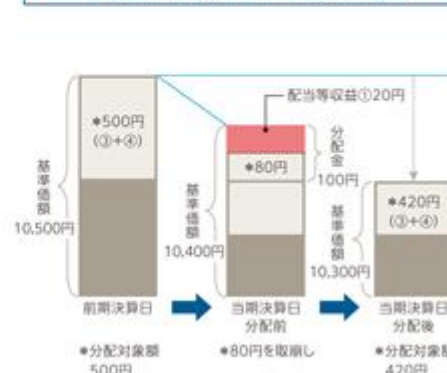 配当等収益①20円
*500円
(③+④)
分配金
100円
*80円
基準価額
10,500円
基準価額
10,400円
基準価額
10,300円
*420円
(③+④)
前期決算日
当期決算日
分配前
当期決算日
分配後
*分配対象額
500円
*80円を取崩し
*分配対象額
420円